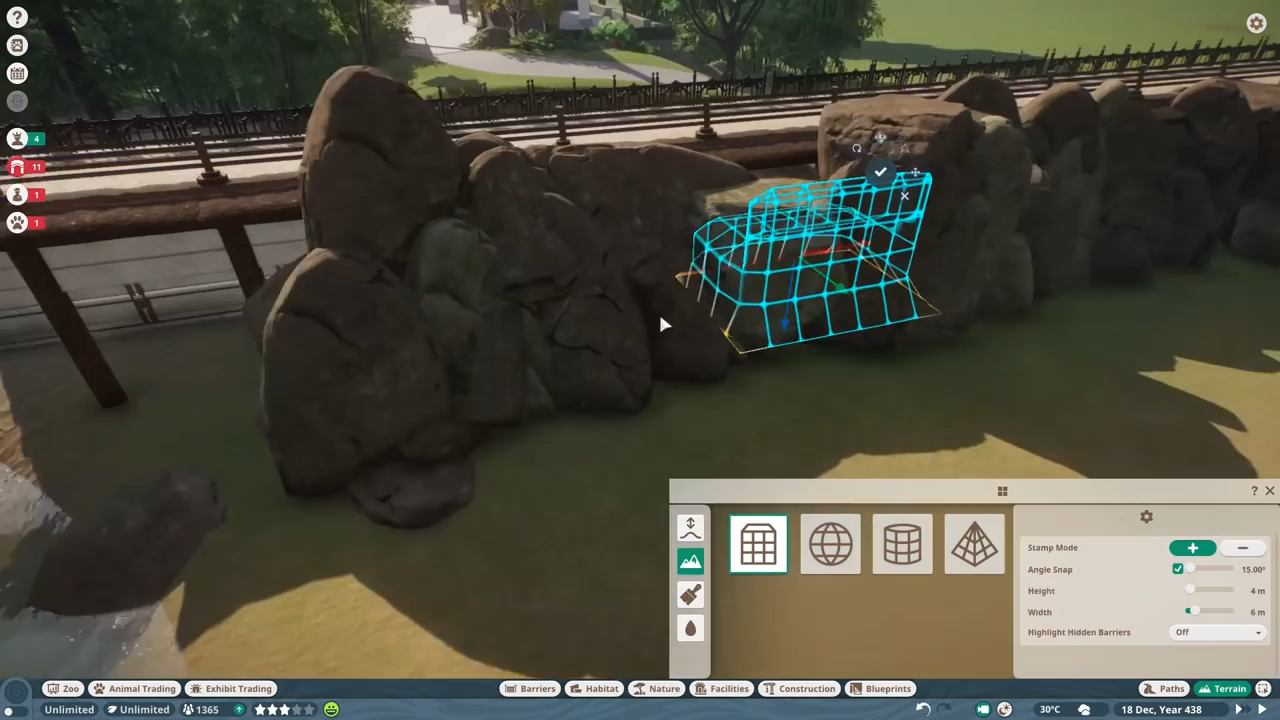 ?
4
11
1
1
?
Stamp Mode
Angle Snap 15.00°
Height 4 m
Width 6 m
Highlight Hidden Barriers Off
Zoo Animal Trading Exhibit Trading Barriers Habitat Nature Facilities Construction Blueprints Paths Terrain
Unlimited Unlimited 1365 30°C 18 Dec, Year 438